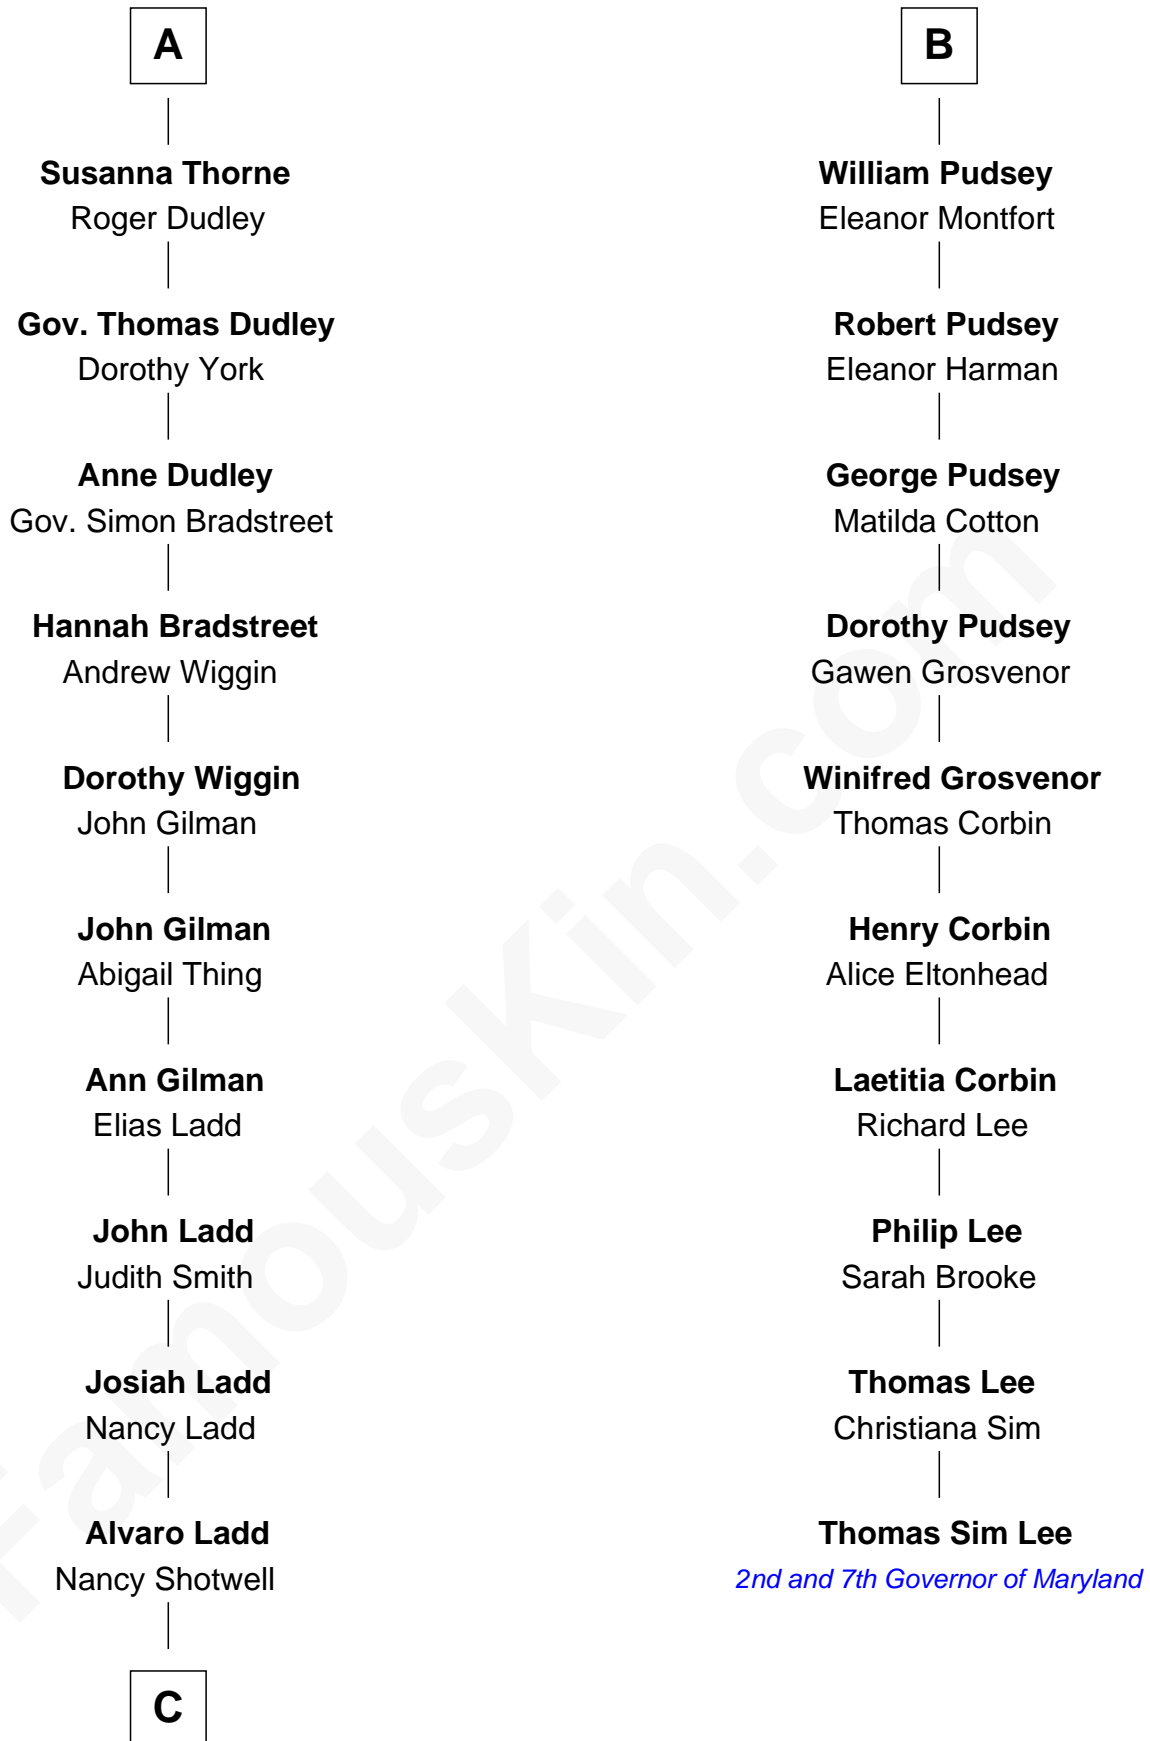 A
Susanna Thorne
Roger Dudley
Gov. Thomas Dudley
Dorothy York
Anne Dudley
Gov. Simon Bradstreet
Hannah Bradstreet
Andrew Wiggin
Dorothy Wiggin
John Gilman
John Gilman
Abigail Thing
Ann Gilman
Elias Ladd
John Ladd
Judith Smith
Josiah Ladd
Nancy Ladd
Alvaro Ladd
Nancy Shotwell
C
B
William Pudsey
Eleanor Montfort
Robert Pudsey
Eleanor Harman
George Pudsey
Matilda Cotton
Dorothy Pudsey
Gawen Grosvenor
Winifred Grosvenor
Thomas Corbin
Henry Corbin
Alice Eltonhead
Laetitia Corbin
Richard Lee
Philip Lee
Sarah Brooke
Thomas Lee
Christiana Sim
Thomas Sim Lee
2nd and 7th Governor of Maryland
FamousKin.com